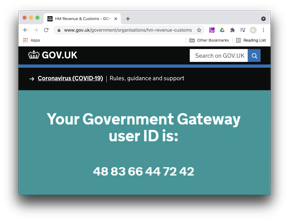 HM Revenue & Customs - GO
www.gov.uk/government/organisations/hm-revenue-customs
Apps
Other Bookmarks
Reading List
GOV.UK
Search on GOV.UK
→ Coronavirus (COVID-19) | Rules, guidance and support
Your Government Gateway
user ID is:
48 83 66 44 72 42